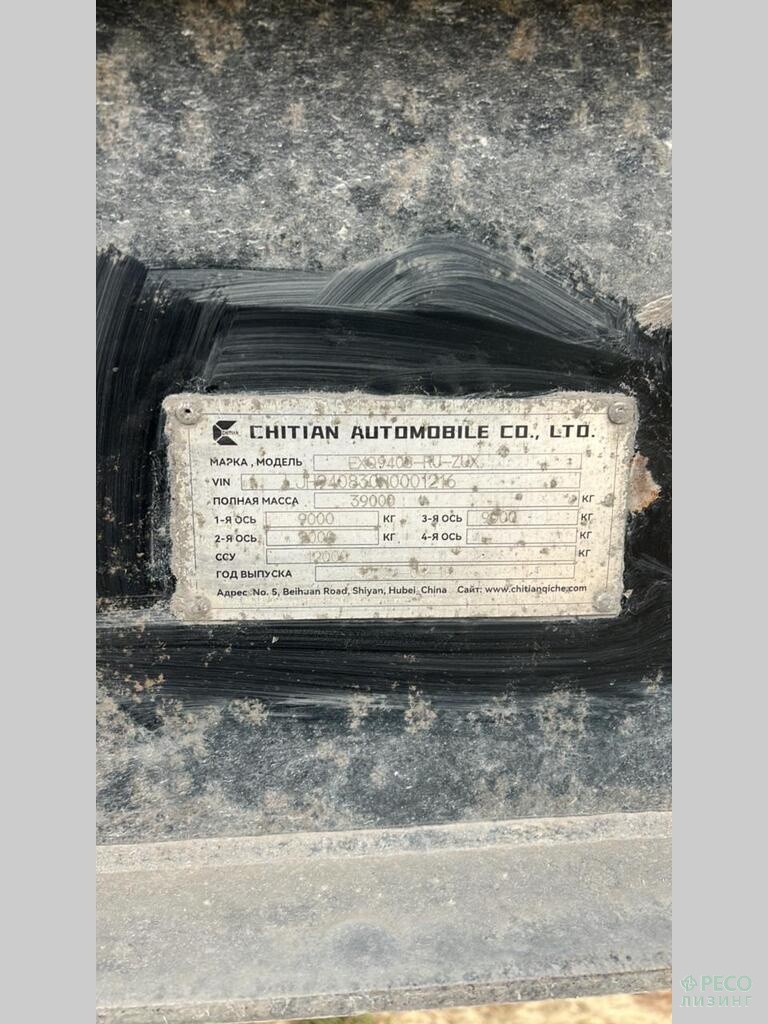 CHITIAN AUTOMOBILE CO., LTD.
МАРКА , МОДЕЛЬ
VIN
ПОЛНАЯ МАССА 39000 КГ
1-Я ОСЬ 9000 КГ 3-Я ОСЬ 9000 КГ
2-Я ОСЬ 9000 КГ 4-Я ОСЬ КГ
ССУ 12000 КГ
ГОД ВЫПУСКА
Адрес No. 5, Beihuan Road, Shiyan, Hubei, China Сайт: www.chitianqiche.com
РЕСО
ЛИЗИНГ